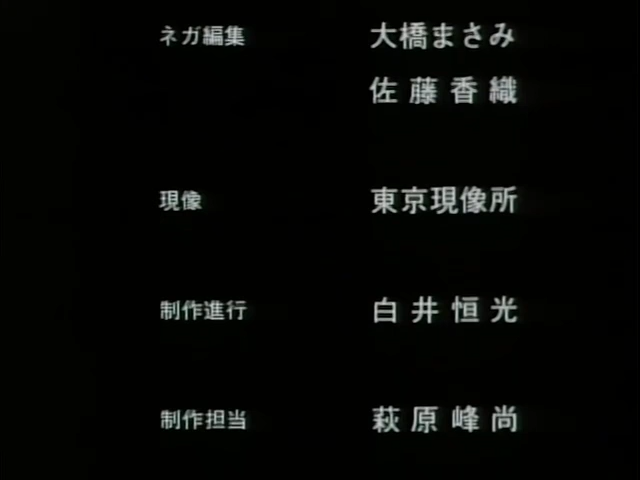 ネガ編集 大橋まさみ
佐藤香織
現像 東京現像所
制作進行 白井恒光
制作担当 萩原峰尚